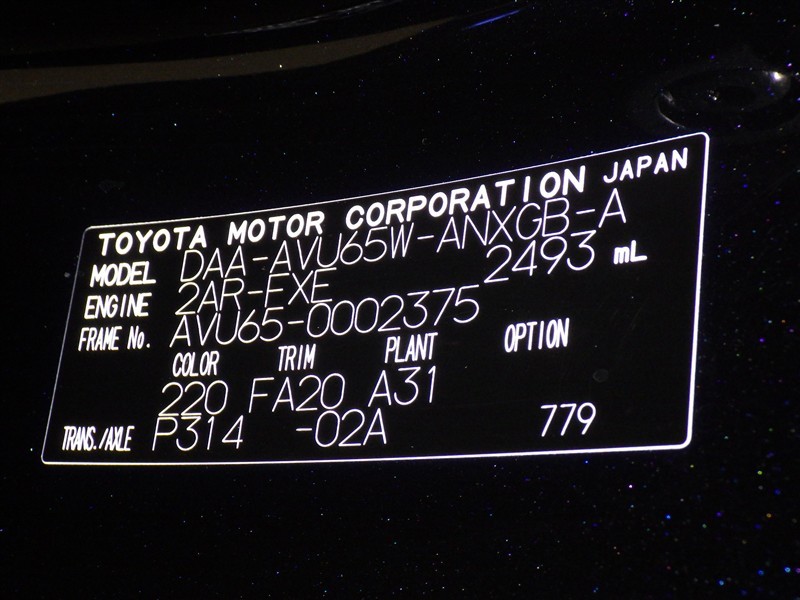 TOYOTA MOTOR CORPORATION JAPAN
MODEL DAA-AVU65W-ANXGB-A
ENGINE 2AR-FXE 2493 mL
FRAME No. AVU65-0002375
COLOR TRIM PLANT OPTION
220 FA20 A31
TRANS./AXLE P314 -02A 779